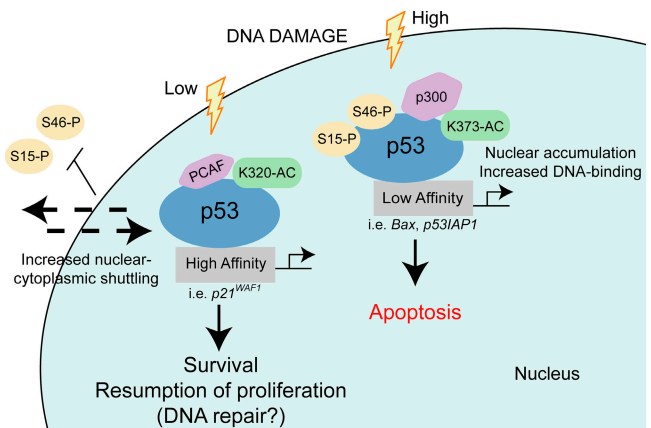 DNA DAMAGE
High
Low
S46-P
S15-P
PCAF
K320-AC
p53
High Affinity
i.e. p21^WAF1
Increased nuclear-
cytoplasmic shuttling
Survival
Resumption of proliferation
(DNA repair?)
S46-P
S15-P
p300
K373-AC
p53
Low Affinity
i.e. Bax, p53IAP1
Nuclear accumulation
Increased DNA-binding
Apoptosis
Nucleus